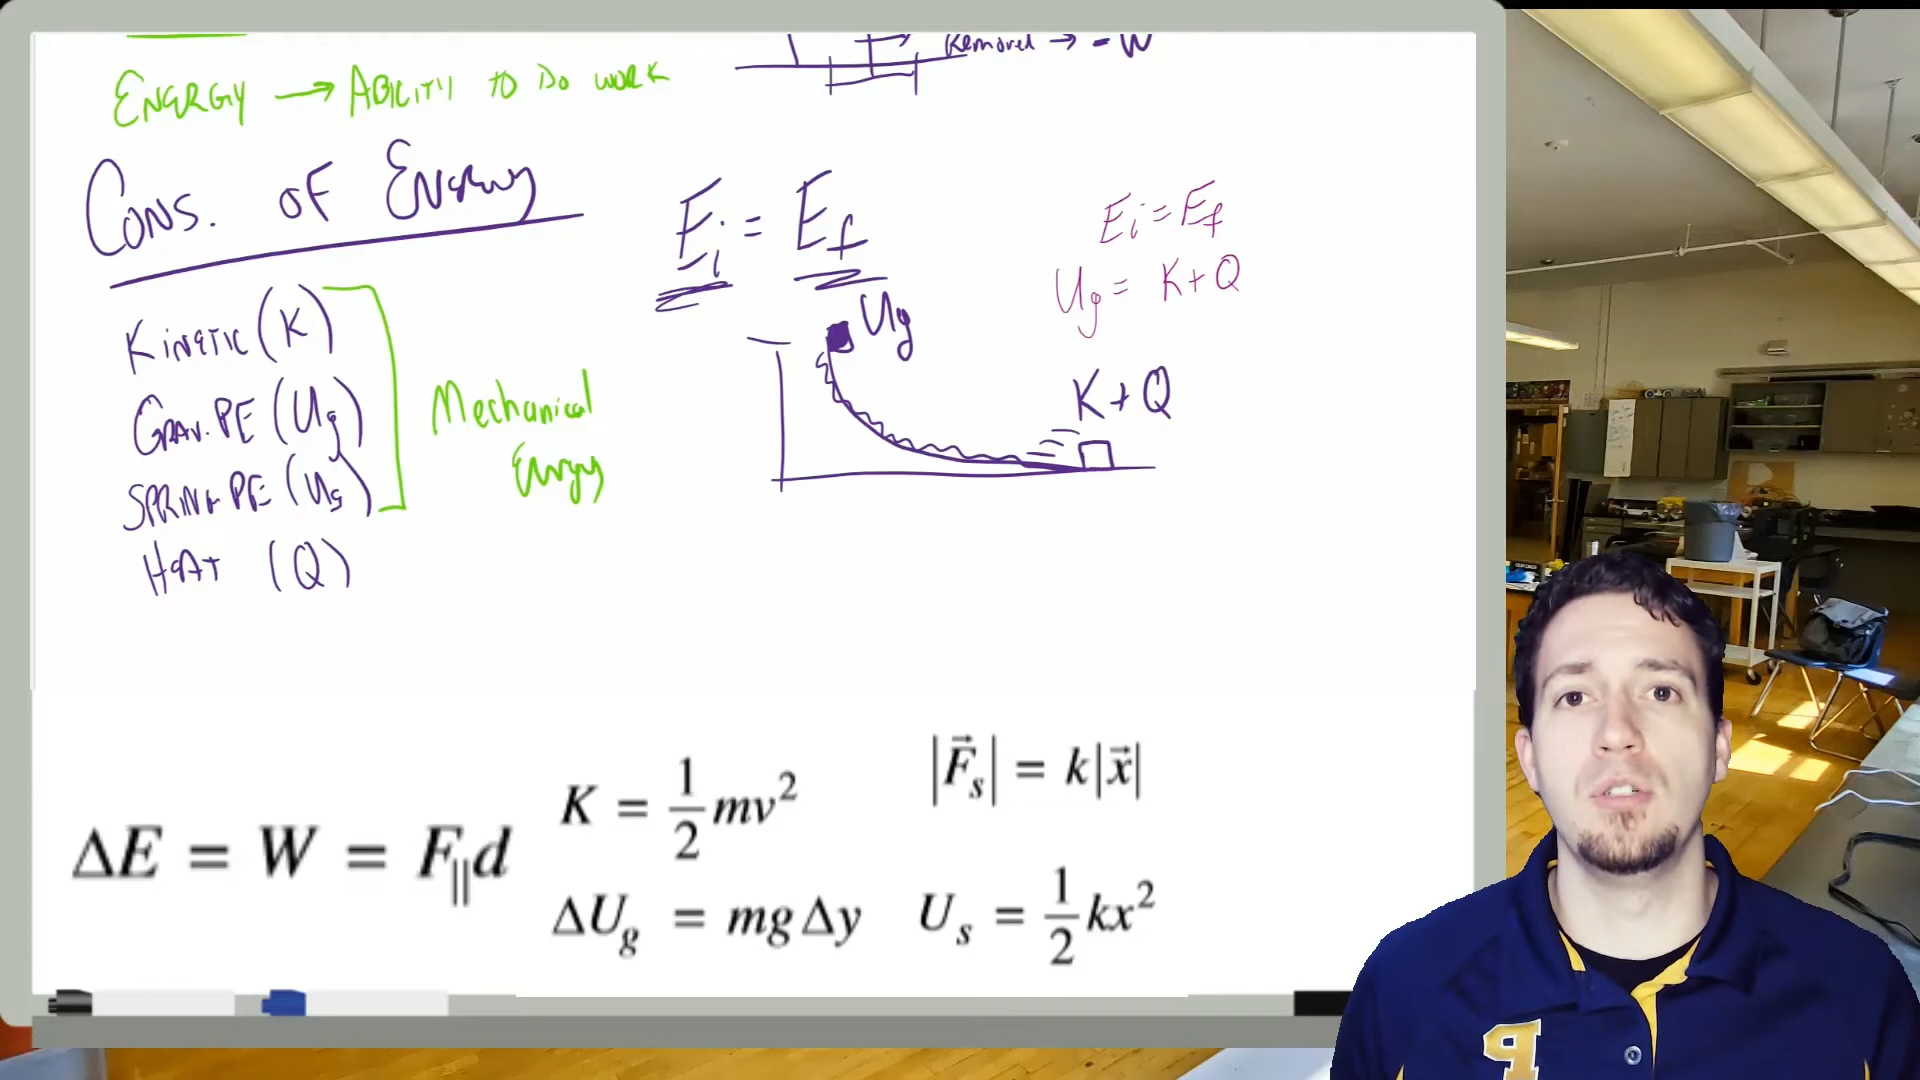 Removed → -W
ENERGY → ABILITY TO DO WORK
CONS. OF ENERGY
Ei = Ef
Ei = Ef
Ug = K+Q
Ug
KINETIC (K)
GRAV. PE (Ug)
SPRING PE (Us)
HEAT (Q)
Mechanical
Energy
K+Q
ΔE = W = F||d
K = 1/2 mv²
ΔUg = mgΔy
|F⃗s| = k|x⃗|
Us = 1/2 kx²
P